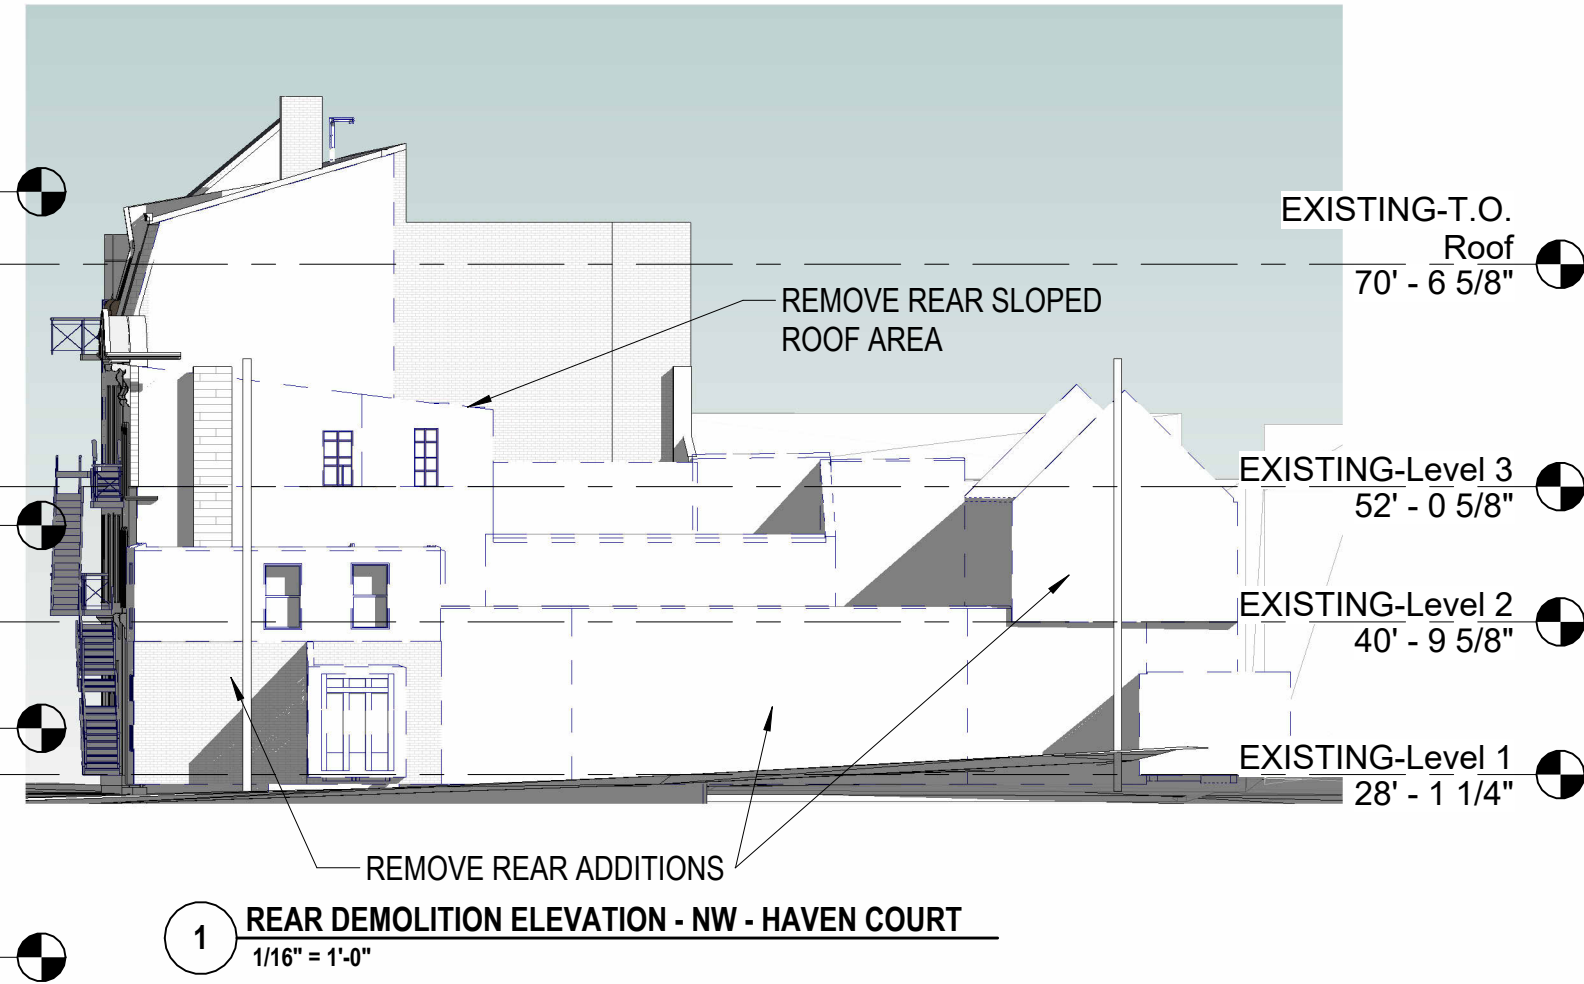 EXISTING-T.O.
Roof
70' - 6 5/8"
REMOVE REAR SLOPED
ROOF AREA
EXISTING-Level 3
52' - 0 5/8"
EXISTING-Level 2
40' - 9 5/8"
EXISTING-Level 1
28' - 1 1/4"
REMOVE REAR ADDITIONS
1
REAR DEMOLITION ELEVATION - NW - HAVEN COURT
1/16" = 1'-0"